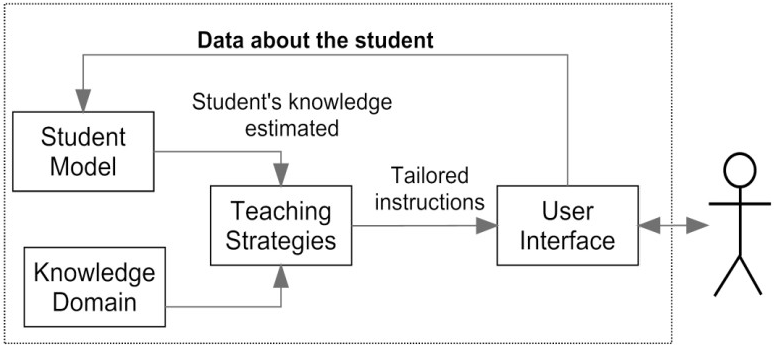 Data about the student
Student's knowledge
estimated
Student
Model
Tailored
instructions
Teaching
Strategies
User
Interface
Knowledge
Domain